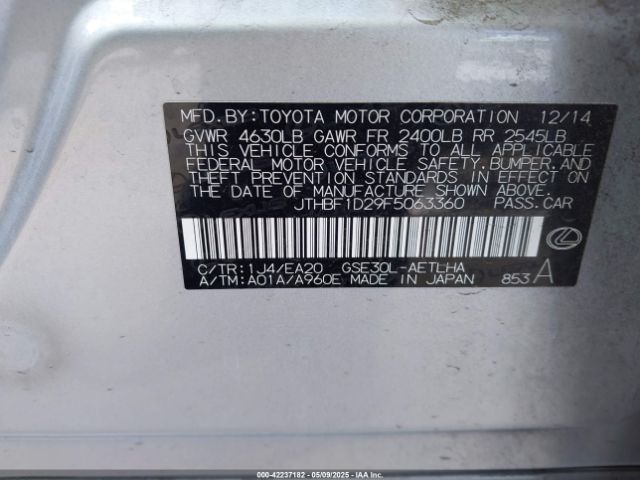 MFD. BY: TOYOTA MOTOR CORPORATION 12/14
GVWR 4630LB GAWR FR 2400LB RR 2545LB
THIS VEHICLE CONFORMS TO ALL APPLICABLE
FEDERAL MOTOR VEHICLE SAFETY, BUMPER, AND
THEFT PREVENTION STANDARDS IN EFFECT ON
THE DATE OF MANUFACTURE SHOWN ABOVE.
JTHBF1D29F5063360 PASS. CAR
C/TR: 1J4/EA20 GSE30L-AETLHA
A/TM: A01A/A960E MADE IN JAPAN 853 A
000-42237182 - 05/09/2025 - IAA Inc.